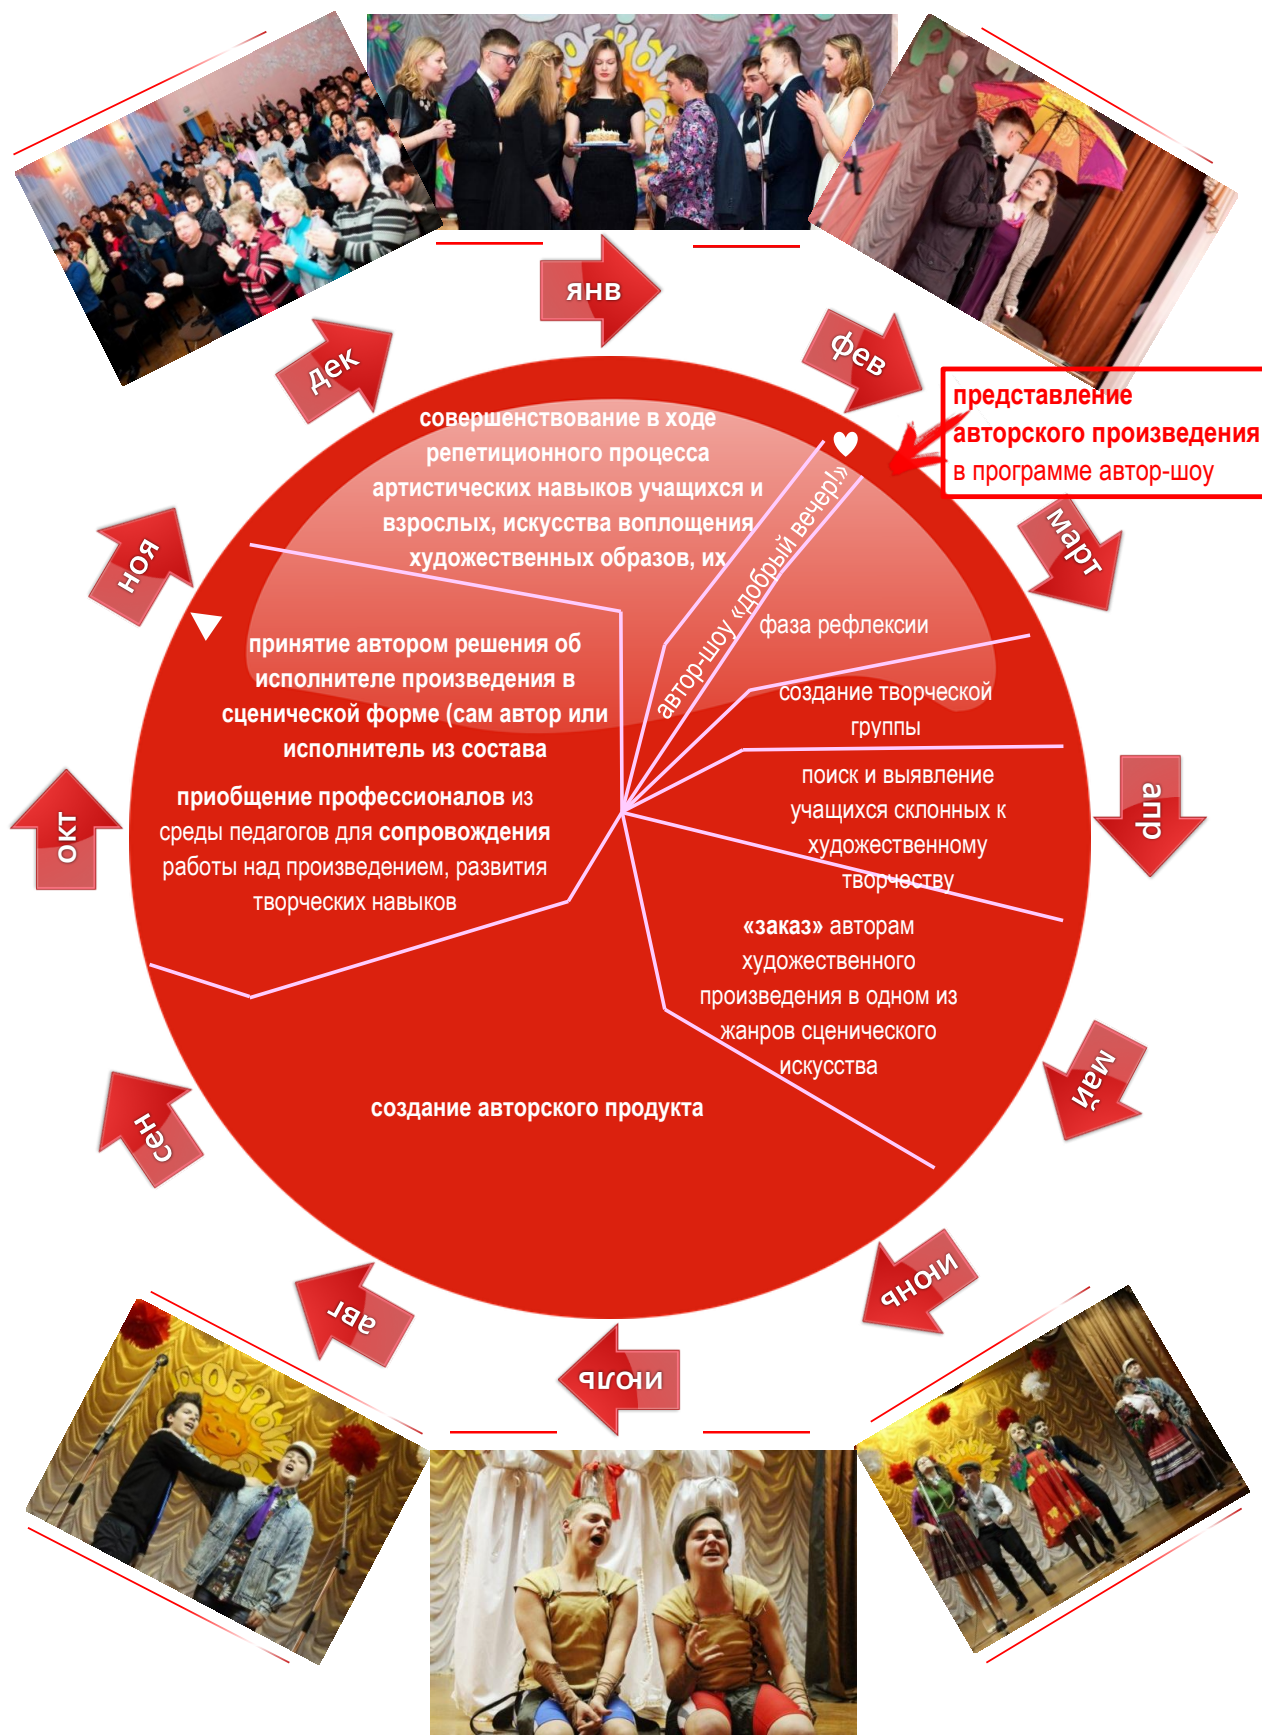 янв
фев
март
апр
май
июнь
июль
авг
сен
окт
ноя
дек
представление
авторского произведения
в программе автор-шоу
совершенствование в ходе
репетиционного процесса
артистических навыков учащихся и
взрослых, искусства воплощения
художественных образов, их
автор-шоу «добрый вечер!»
фаза рефлексии
создание творческой
группы
поиск и выявление
учащихся склонных к
художественному
творчеству
«заказ» авторам
художественного
произведения в одном из
жанров сценического
искусства
создание авторского продукта
приобщение профессионалов из
среды педагогов для сопровождения
работы над произведением, развития
творческих навыков
принятие автором решения об
исполнителе произведения в
сценической форме (сам автор или
исполнитель из состава